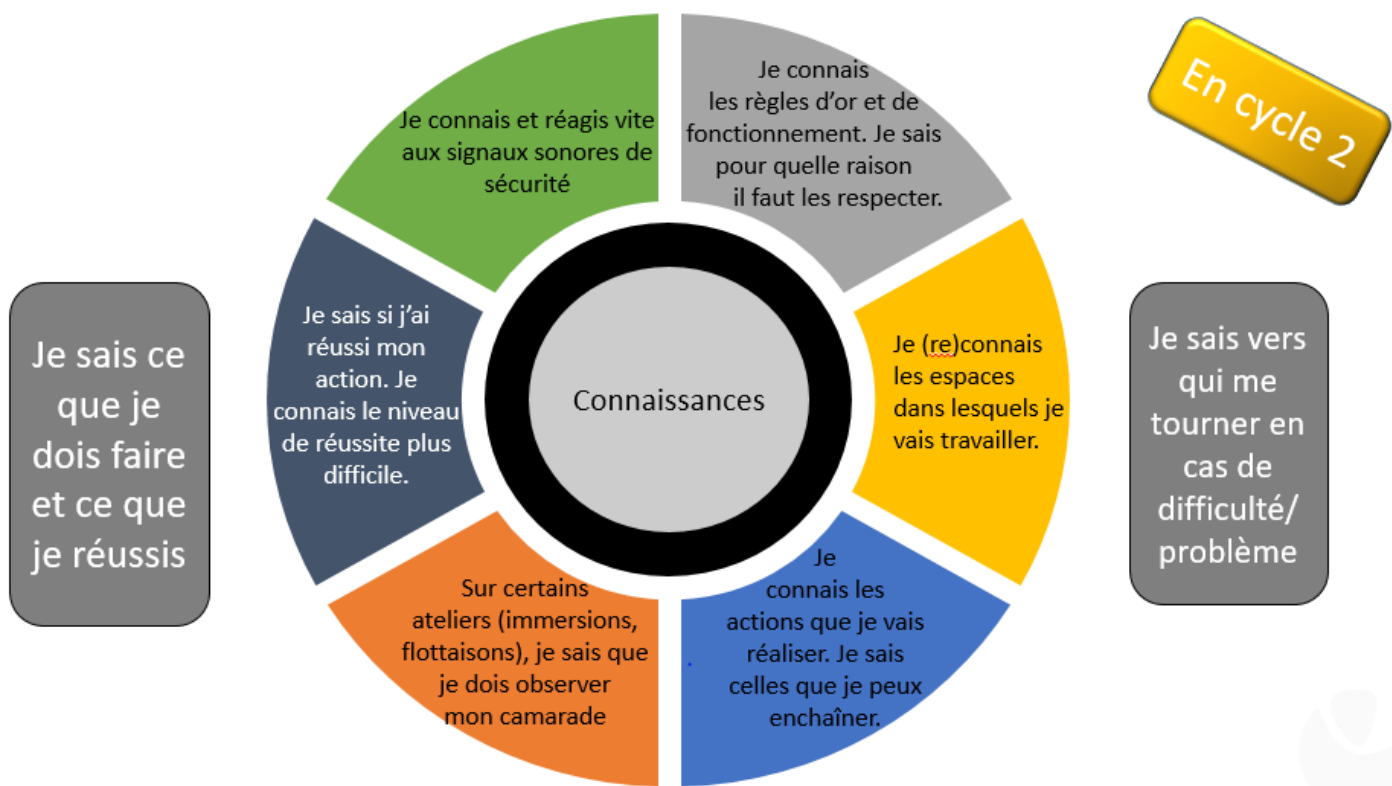 En cycle 2
Je connais
les règles d'or et de
fonctionnement. Je sais
pour quelle raison
il faut les respecter.
Je (re)connais
les espaces
dans lesquels je
vais travailler.
Je
connais les
actions que je vais
réaliser. Je sais
celles que je peux
enchaîner.
Sur certains
ateliers (immersions,
flottaisons), je sais que
je dois observer
mon camarade
Je sais si j'ai
réussi mon
action. Je
connais le niveau
de réussite plus
difficile.
Je connais et réagis vite
aux signaux sonores de
sécurité
Connaissances
Je sais ce
que je
dois faire
et ce que
je réussis
Je sais vers
qui me
tourner en
cas de
difficulté/
problème